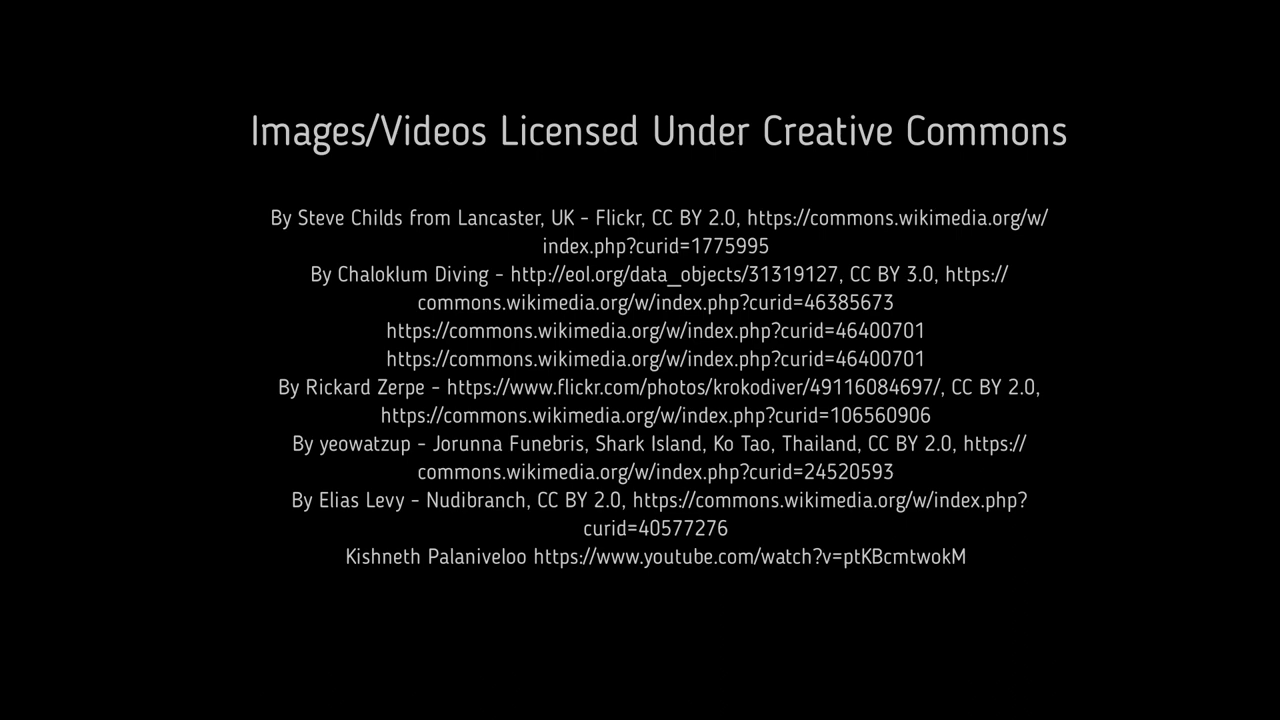 Images/Videos Licensed Under Creative Commons
By Steve Childs from Lancaster, UK - Flickr, CC BY 2.0, https://commons.wikimedia.org/w/
index.php?curid=1775995
By Chaloklum Diving - http://eol.org/data_objects/31319127, CC BY 3.0, https://
commons.wikimedia.org/w/index.php?curid=46385673
https://commons.wikimedia.org/w/index.php?curid=46400701
https://commons.wikimedia.org/w/index.php?curid=46400701
By Rickard Zerpe - https://www.flickr.com/photos/krokodiver/49116084697/, CC BY 2.0,
https://commons.wikimedia.org/w/index.php?curid=106560906
By yeowatzup - Jorunna Funebris, Shark Island, Ko Tao, Thailand, CC BY 2.0, https://
commons.wikimedia.org/w/index.php?curid=24520593
By Elias Levy - Nudibranch, CC BY 2.0, https://commons.wikimedia.org/w/index.php?
curid=40577276
Kishneth Palaniveloo https://www.youtube.com/watch?v=ptKBcmtwokM